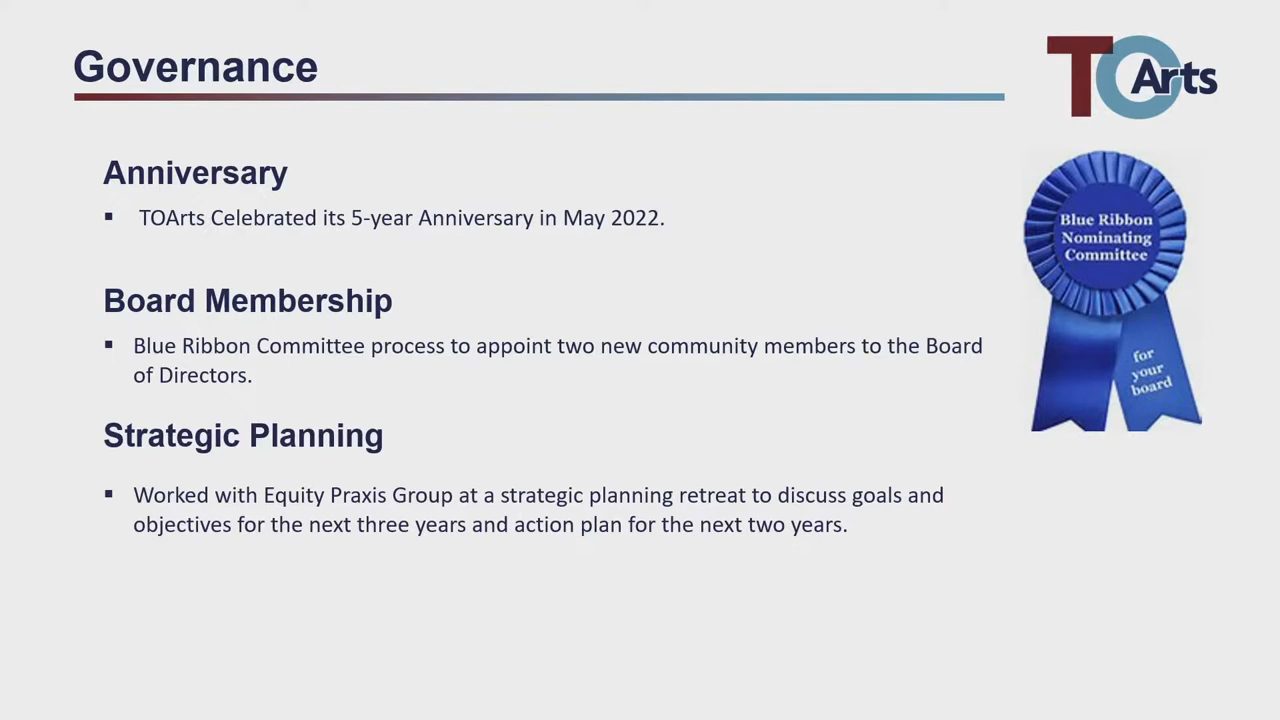 Governance
TOArts
Anniversary
▪ TOArts Celebrated its 5-year Anniversary in May 2022.
Board Membership
▪ Blue Ribbon Committee process to appoint two new community members to the Board
of Directors.
Strategic Planning
▪ Worked with Equity Praxis Group at a strategic planning retreat to discuss goals and
objectives for the next three years and action plan for the next two years.
Blue Ribbon
Nominating
Committee
for
your
board